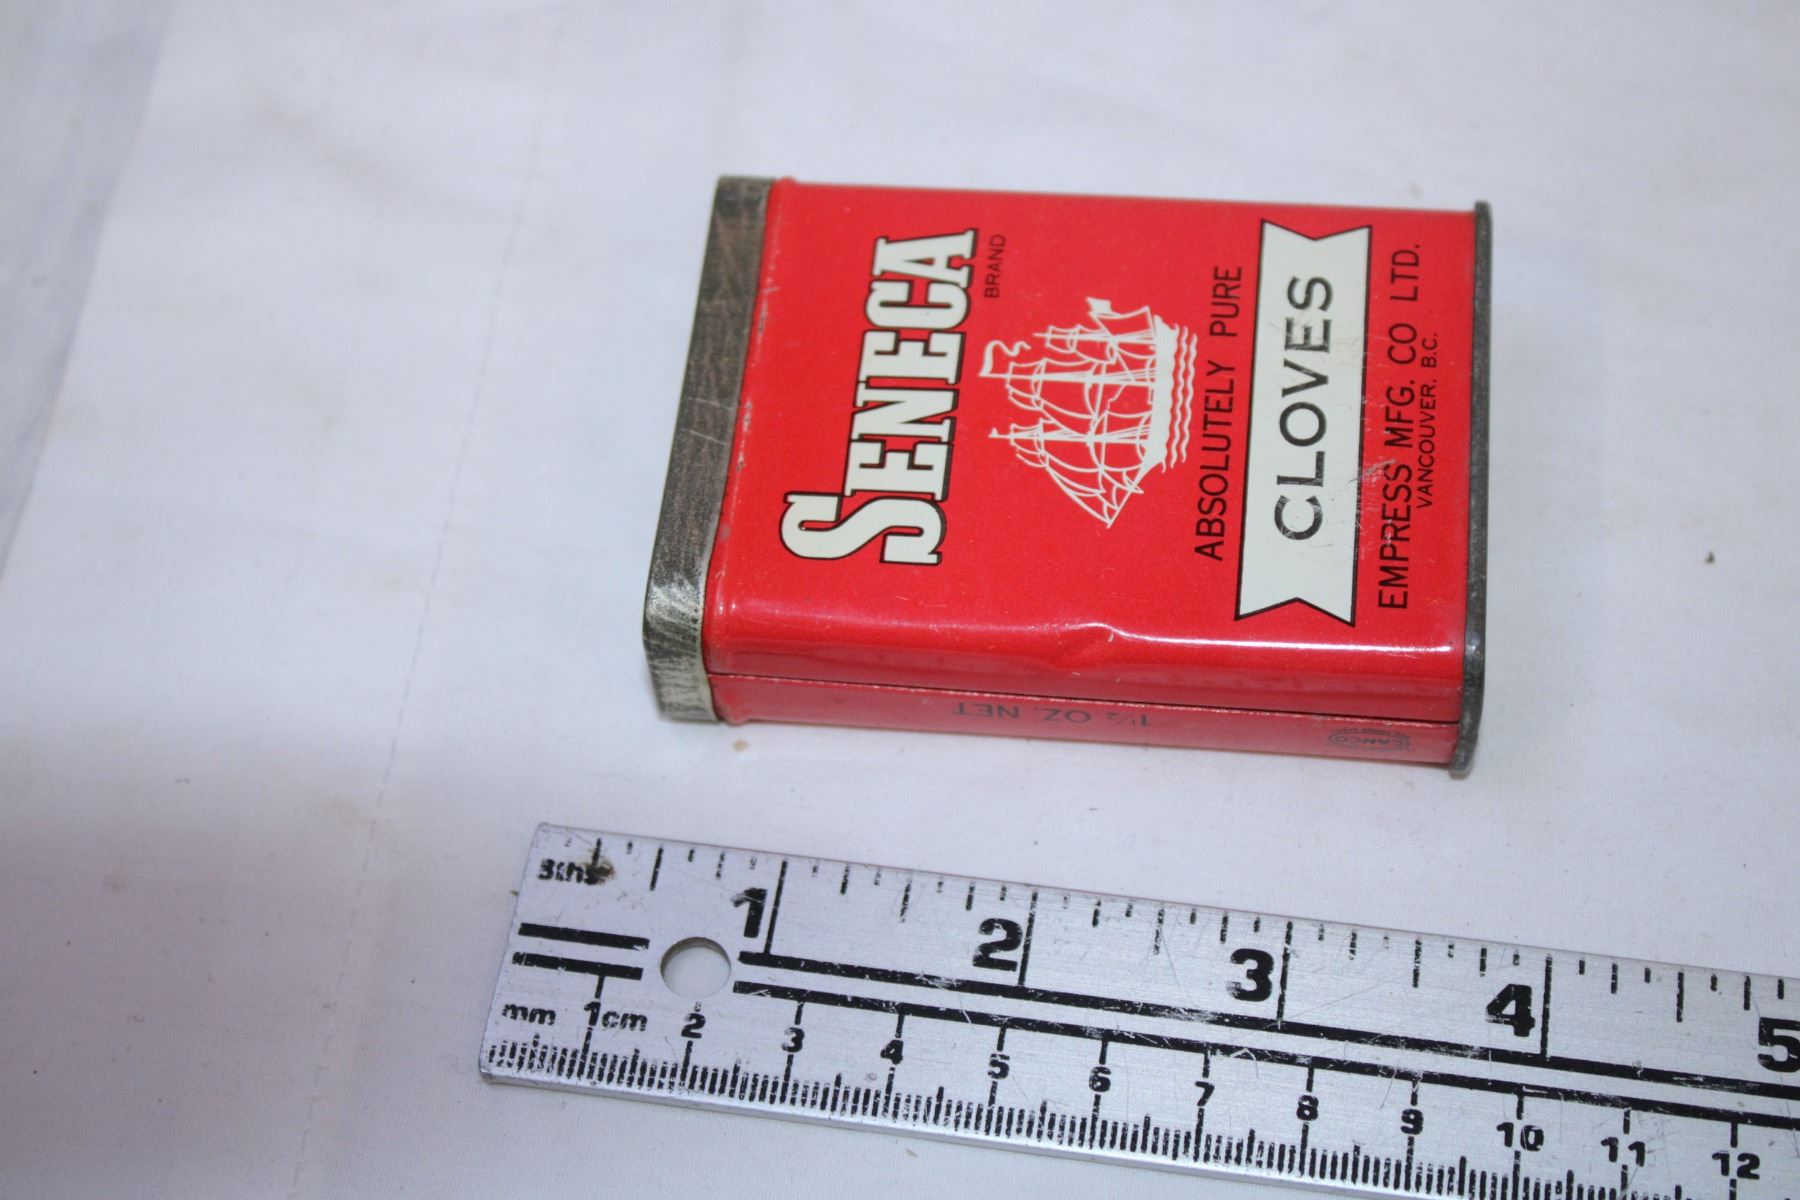 SENECA
BRAND
ABSOLUTELY PURE
CLOVES
EMPRESS MFG. CO LTD.
VANCOUVER. B.C.
1½ OZ. NET
CANCO
8ths
1 2 3 4 5
mm 1cm 2 3 4 5 6 7 8 9 10 11 12